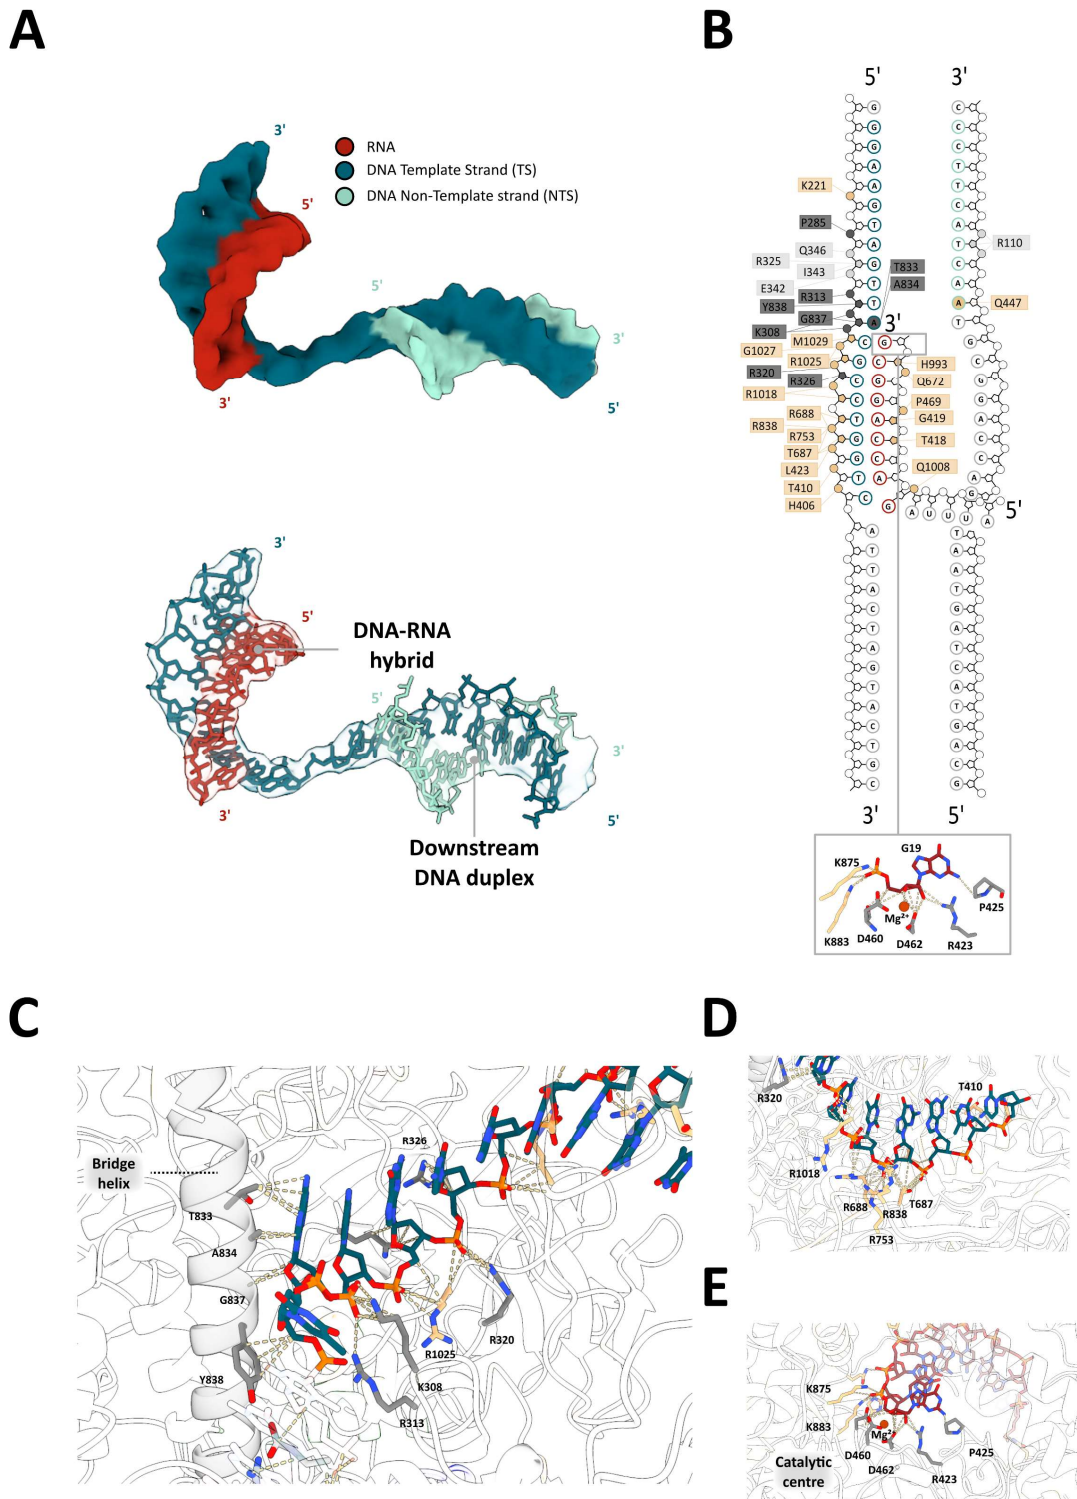 A
3'
5'
RNA
DNA Template Strand (TS)
DNA Non-Template strand (NTS)
5'
3'
3'
5'
3'
5'
DNA-RNA
hybrid
5'
3'
3'
5'
Downstream
DNA duplex
B
5'
3'
G
G
G
A
A
G
T
A
G
T
T
A
C
C
T
T
C
A
T
C
A
A
T
K221
P285
Q346
R325
I343
E342
R313
Y838
G837
K308
T833
A834
R110
Q447
3'
M1029
G1027
R1025
R320
R326
R1018
R688
R838
R753
T687
L423
T410
H406
C
G
C
C
T
G
G
T
C
G
C
G
G
A
C
C
A
G
H993
Q672
P469
G419
T418
Q1008
G
C
G
G
A
C
C
A
G
A
U
U
U
A
5'
A
T
T
A
C
T
A
G
T
A
C
T
G
C
T
A
A
T
G
A
T
C
A
T
G
A
C
G
3'
5'
G19
K875
P425
Mg²⁺
K883
D460
D462
R423
C
Bridge
helix
T833
A834
G837
Y838
R326
R320
R1025
K308
R313
D
R320
T410
R1018
R688
R838
T687
R753
E
K875
K883
Mg²⁺
D460
D462
P425
R423
Catalytic
centre